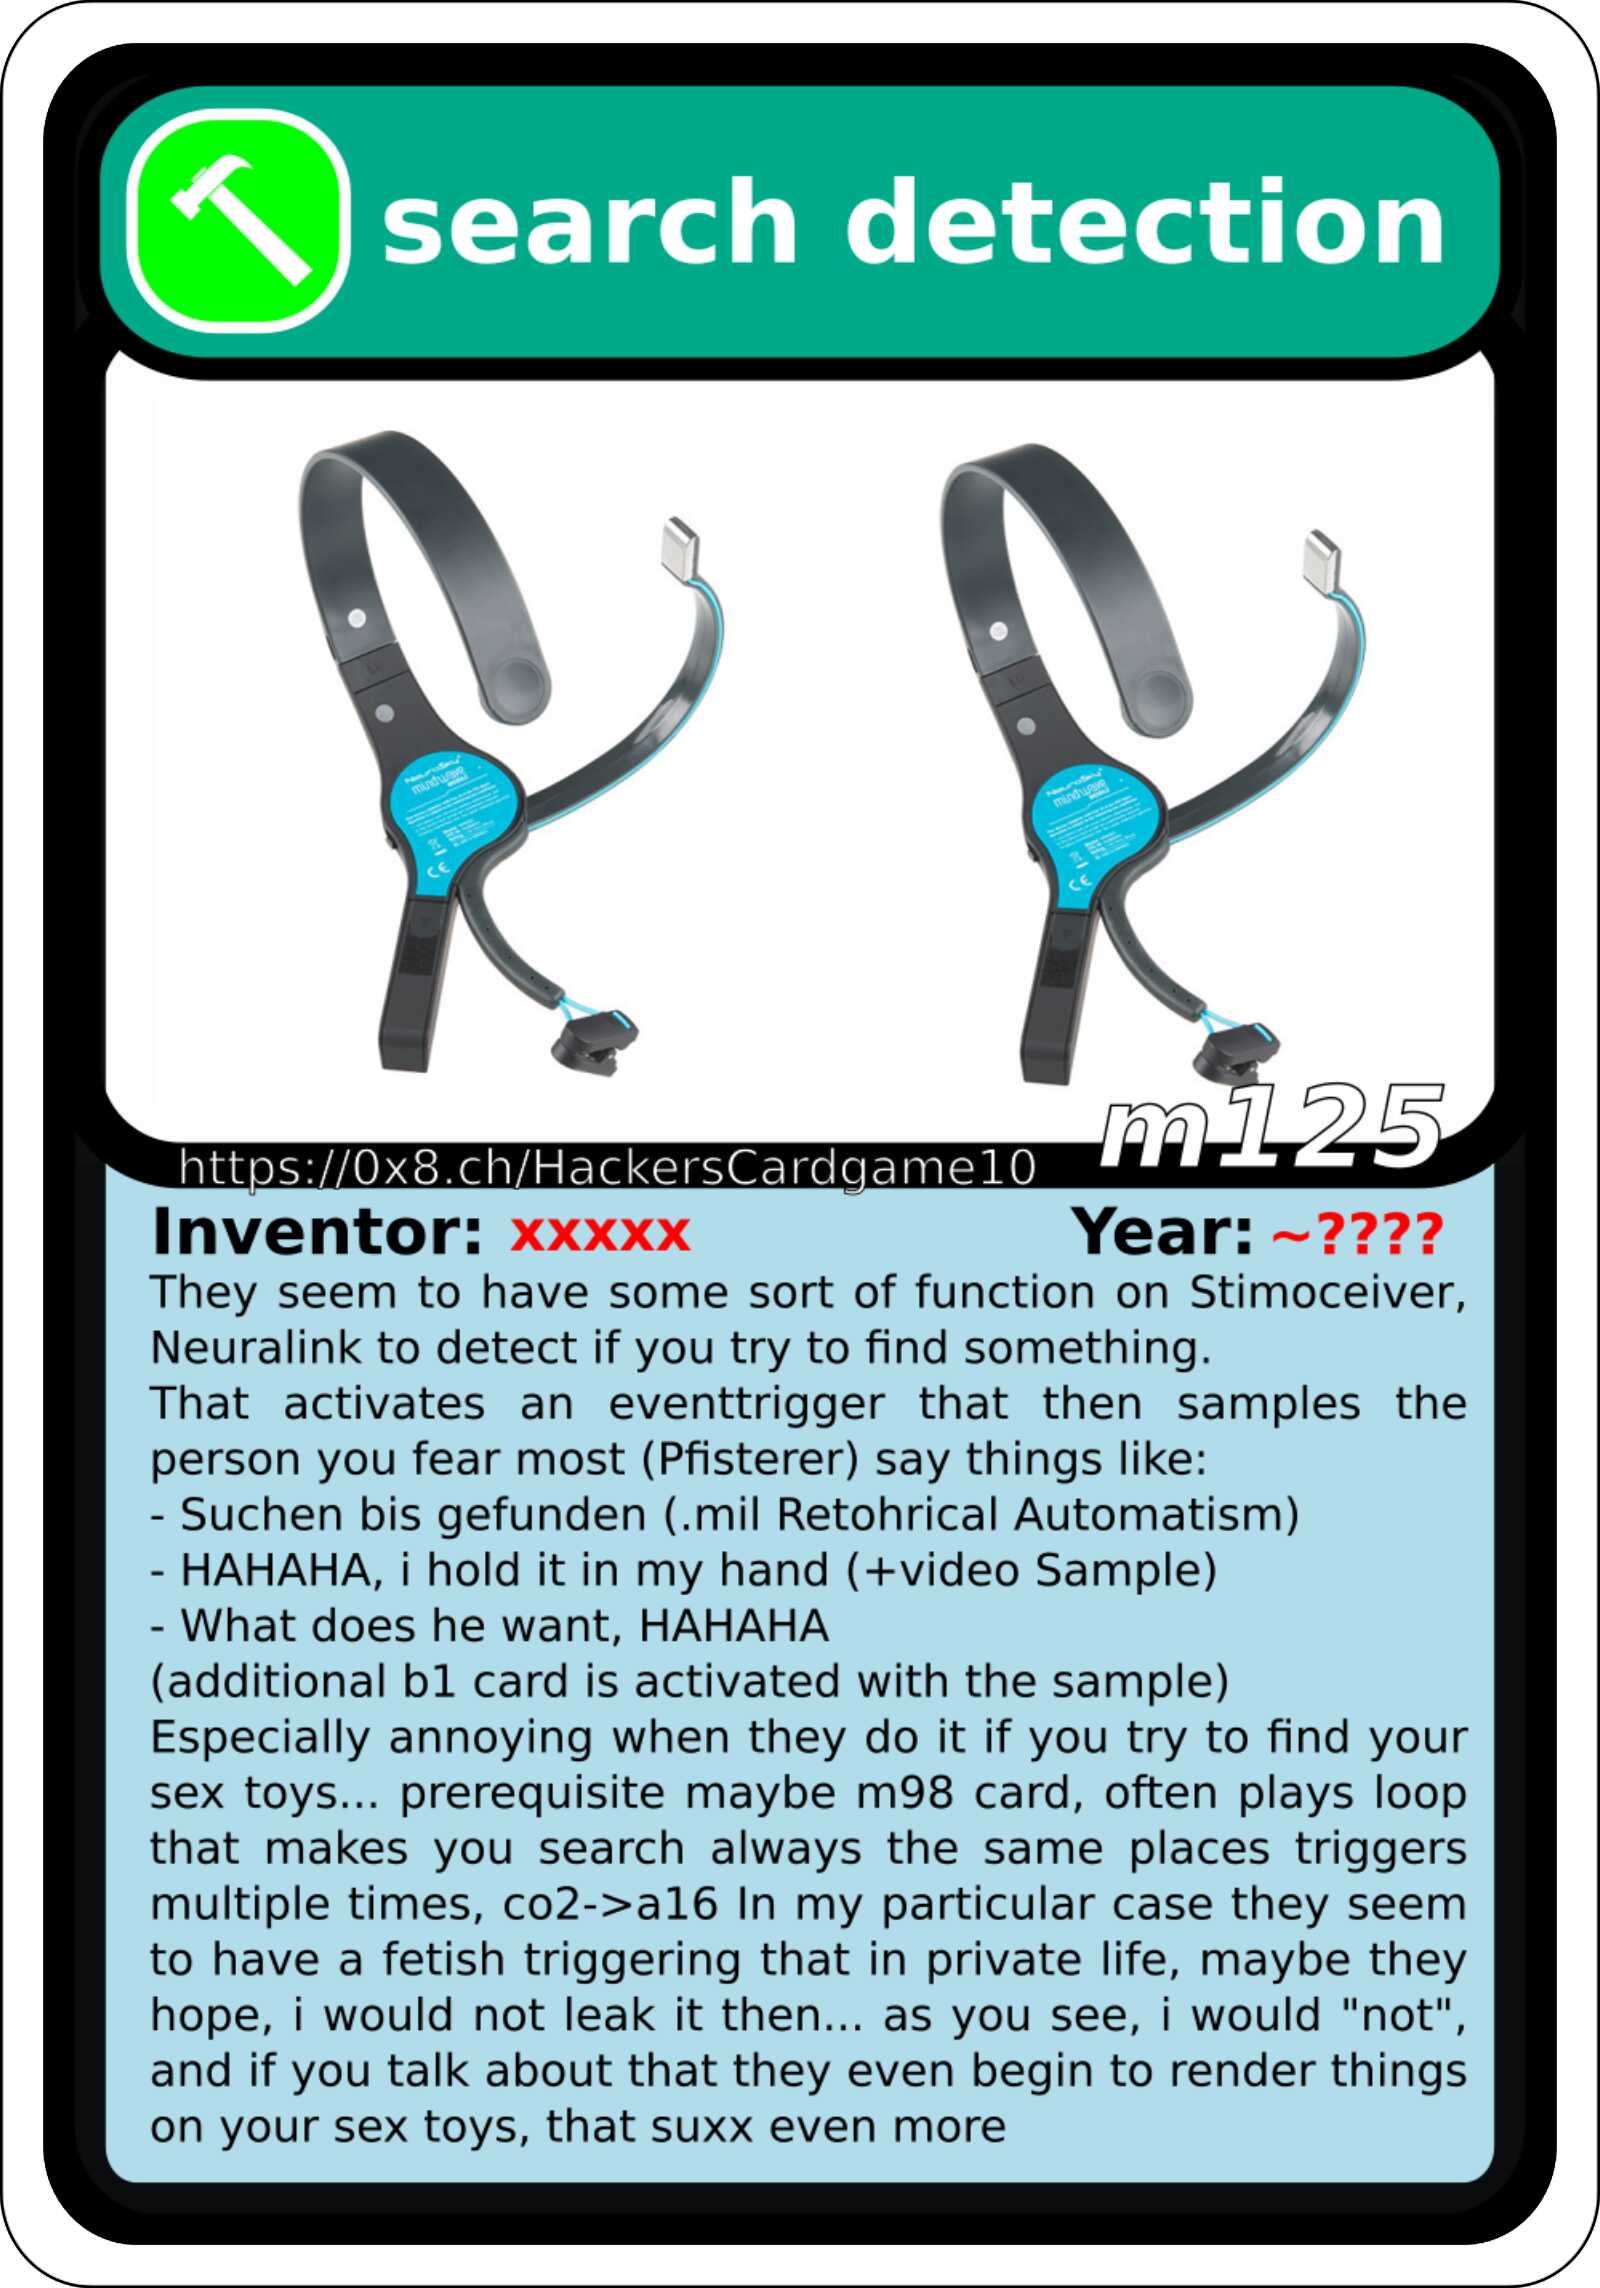 search detection
NeuroSky
mindwave
NeuroSky
mindwave
m125
https://0x8.ch/HackersCardgame10
Inventor: xxxxx Year: ~????
They seem to have some sort of function on Stimoceiver,
Neuralink to detect if you try to find something.
That activates an eventtrigger that then samples the
person you fear most (Pfisterer) say things like:
- Suchen bis gefunden (.mil Retohrical Automatism)
- HAHAHA, i hold it in my hand (+video Sample)
- What does he want, HAHAHA
(additional b1 card is activated with the sample)
Especially annoying when they do it if you try to find your
sex toys... prerequisite maybe m98 card, often plays loop
that makes you search always the same places triggers
multiple times, co2->a16 In my particular case they seem
to have a fetish triggering that in private life, maybe they
hope, i would not leak it then... as you see, i would "not",
and if you talk about that they even begin to render things
on your sex toys, that suxx even more